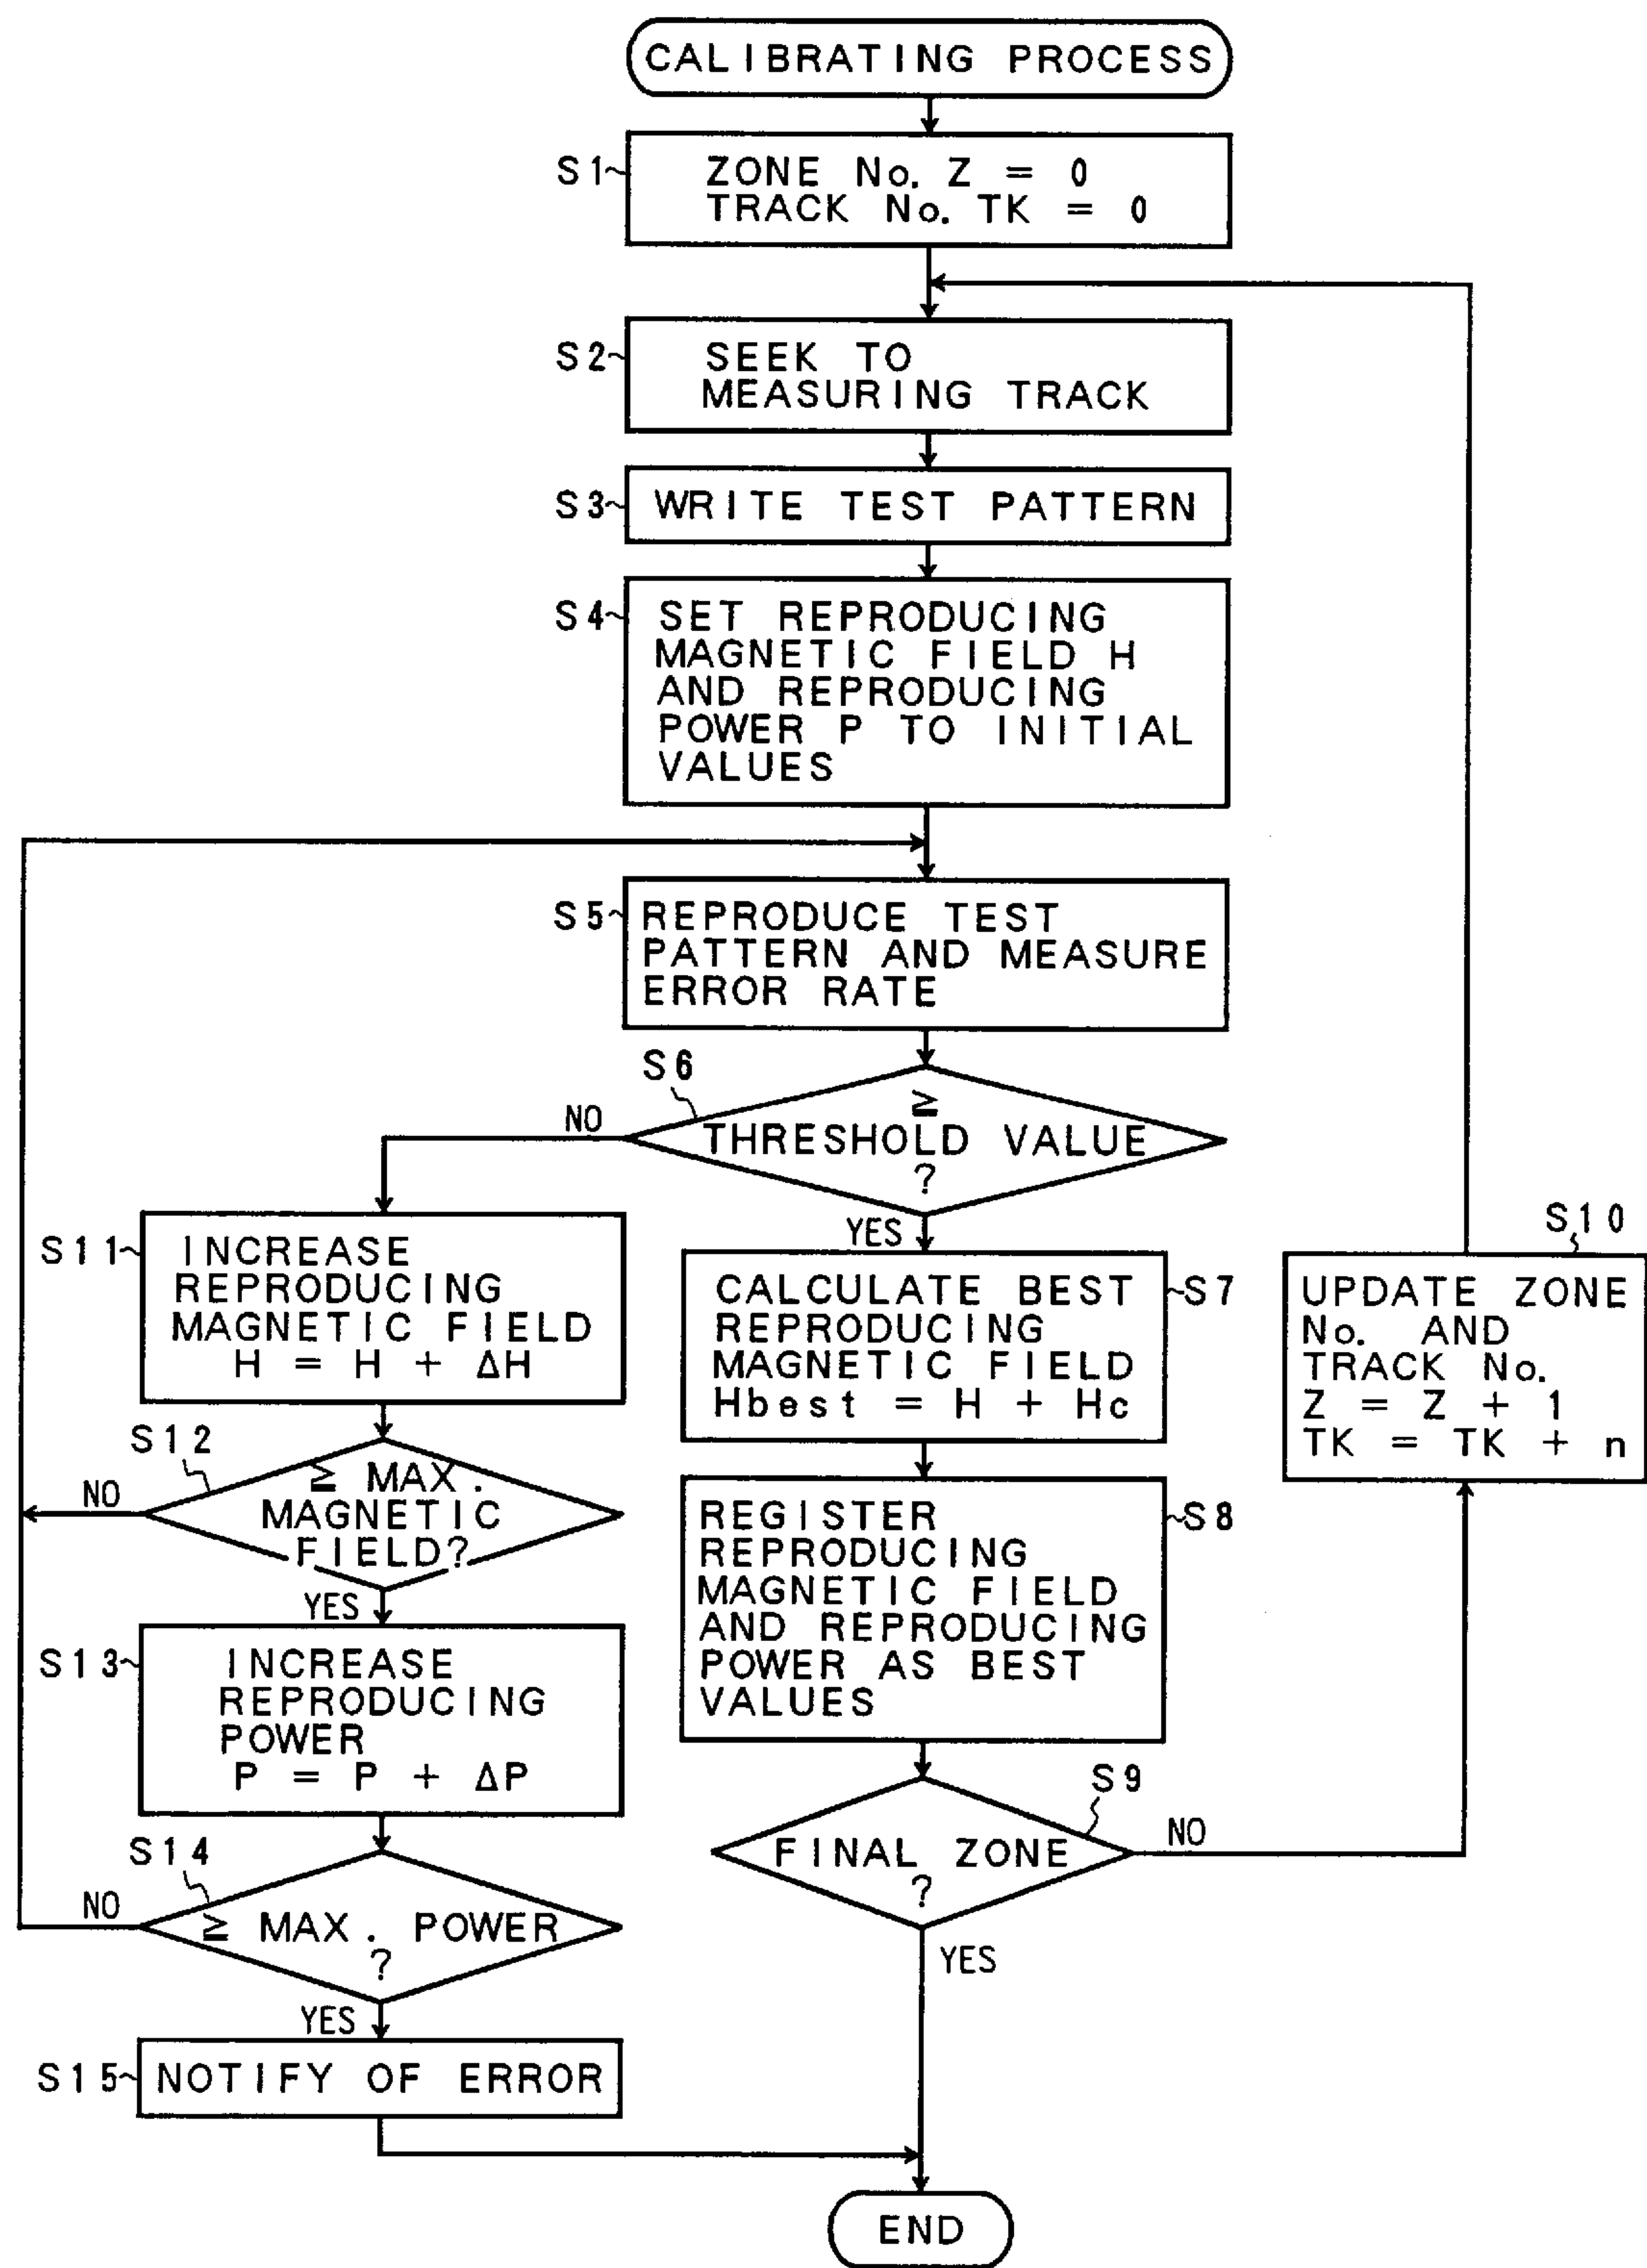 CALIBRATING PROCESS
S1
ZONE No. Z = 0
TRACK No. TK = 0
S2
SEEK TO
MEASURING TRACK
S3
WRITE TEST PATTERN
S4
SET REPRODUCING
MAGNETIC FIELD H
AND REPRODUCING
POWER P TO INITIAL
VALUES
S5
REPRODUCE TEST
PATTERN AND MEASURE
ERROR RATE
S6
≧
THRESHOLD VALUE
?
NO
YES
S11
INCREASE
REPRODUCING
MAGNETIC FIELD
H = H + ΔH
S12
≧ MAX.
MAGNETIC
FIELD?
NO
YES
S13
INCREASE
REPRODUCING
POWER
P = P + ΔP
S14
≧ MAX. POWER
?
NO
YES
S15
NOTIFY OF ERROR
S7
CALCULATE BEST
REPRODUCING
MAGNETIC FIELD
Hbest = H + Hc
S8
REGISTER
REPRODUCING
MAGNETIC FIELD
AND REPRODUCING
POWER AS BEST
VALUES
S9
FINAL ZONE
?
NO
YES
S10
UPDATE ZONE
No. AND
TRACK No.
Z = Z + 1
TK = TK + n
END